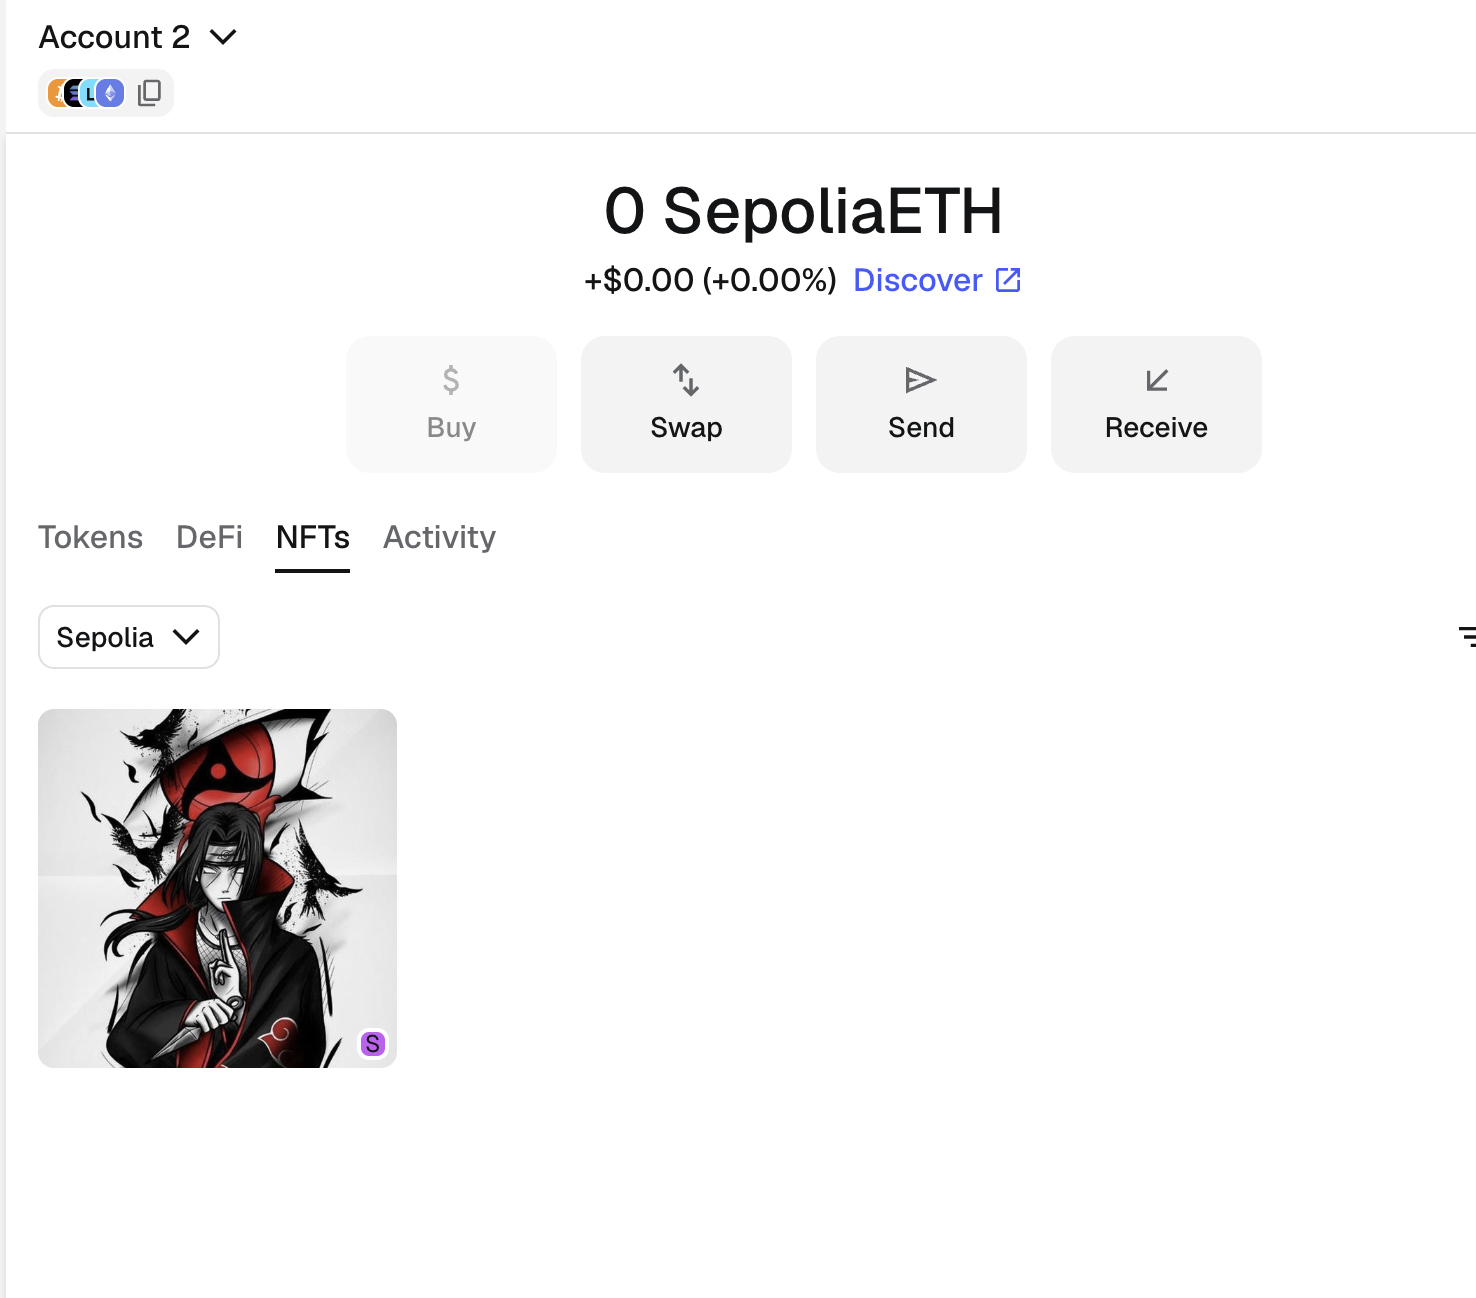 Account 2
L
0 SepoliaETH
+$0.00 (+0.00%) Discover
$
Buy Swap Send Receive
Tokens DeFi NFTs Activity
Sepolia
S